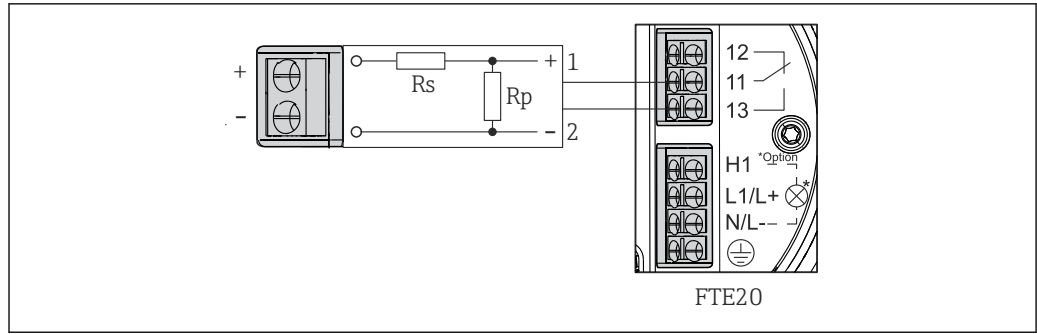 +
-
Rs
Rp
+ 1
- 2
12
11
13
H1 *Option
L1/L+ *
N/L-
FTE20